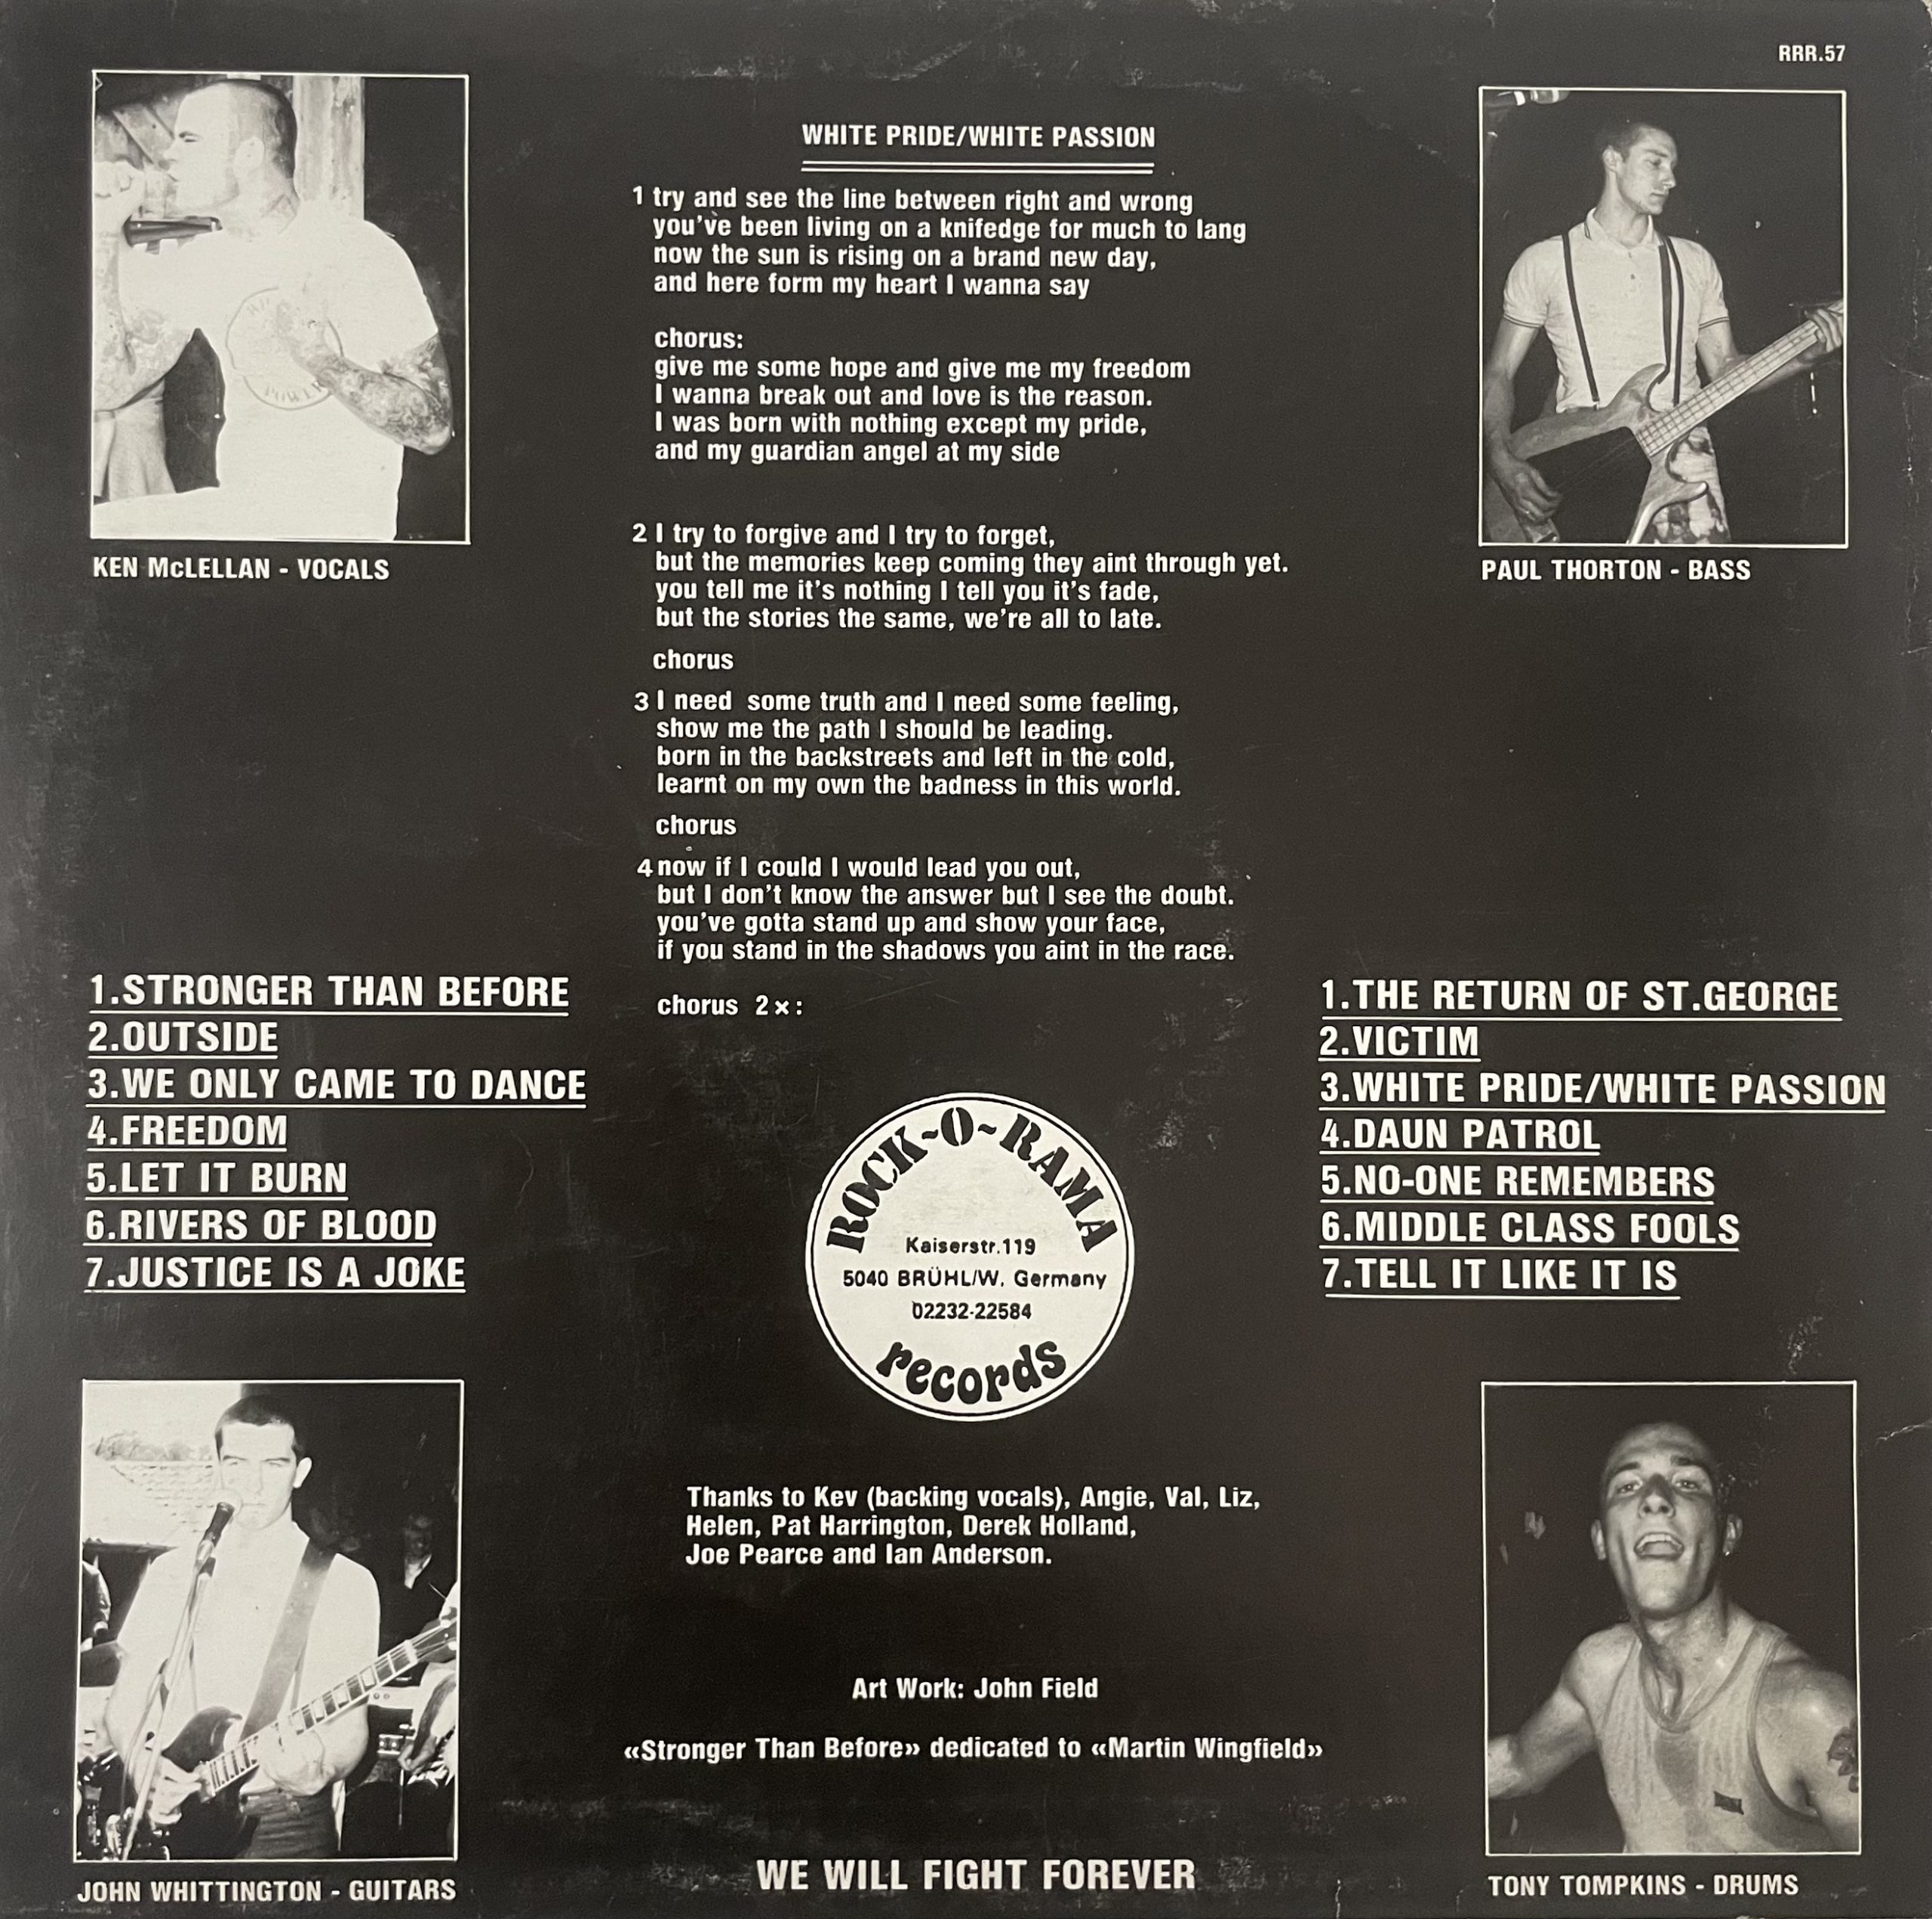 RRR.57
WHITE PRIDE/WHITE PASSION
1 try and see the line between right and wrong
you've been living on a knifedge for much to lang
now the sun is rising on a brand new day,
and here form my heart I wanna say
chorus:
give me some hope and give me my freedom
I wanna break out and love is the reason.
I was born with nothing except my pride,
and my guardian angel at my side
POWER
KEN McLELLAN - VOCALS
PAUL THORTON - BASS
2 I try to forgive and I try to forget,
but the memories keep coming they aint through yet.
you tell me it's nothing I tell you it's fade,
but the stories the same, we're all to late.
chorus
3 I need some truth and I need some feeling,
show me the path I should be leading.
born in the backstreets and left in the cold,
learnt on my own the badness in this world.
chorus
4 now if I could I would lead you out,
but I don't know the answer but I see the doubt.
you've gotta stand up and show your face,
if you stand in the shadows you aint in the race.
chorus 2x:
1.STRONGER THAN BEFORE
2.OUTSIDE
3.WE ONLY CAME TO DANCE
4.FREEDOM
5.LET IT BURN
6.RIVERS OF BLOOD
7.JUSTICE IS A JOKE
1.THE RETURN OF ST.GEORGE
2.VICTIM
3.WHITE PRIDE/WHITE PASSION
4.DAUN PATROL
5.NO-ONE REMEMBERS
6.MIDDLE CLASS FOOLS
7.TELL IT LIKE IT IS
ROCK-O-RAMA
Kaiserstr.119
5040 BRÜHL/W. Germany
02232-22584
records
Thanks to Kev (backing vocals), Angie, Val, Liz,
Helen, Pat Harrington, Derek Holland,
Joe Pearce and Ian Anderson.
Art Work: John Field
«Stronger Than Before» dedicated to «Martin Wingfield»
WE WILL FIGHT FOREVER
JOHN WHITTINGTON - GUITARS
TONY TOMPKINS - DRUMS